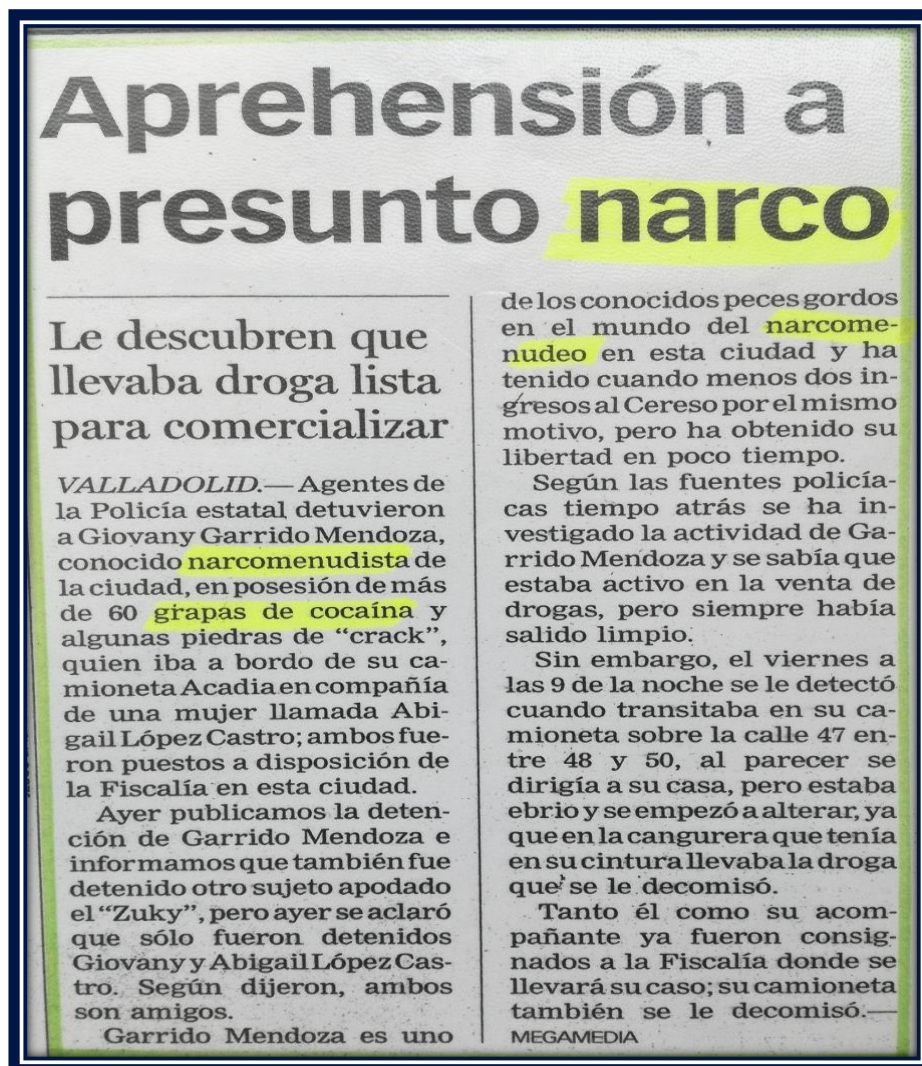 Aprehensión a
presunto narco
Le descubren que
llevaba droga lista
para comercializar
VALLADOLID.— Agentes de
la Policía estatal detuvieron
a Giovany Garrido Mendoza,
conocido narcomenudista de
la ciudad, en posesión de más
de 60 grapas de cocaína y
algunas piedras de “crack”,
quien iba a bordo de su ca-
mioneta Acadia en compañía
de una mujer llamada Abi-
gail López Castro; ambos fue-
ron puestos a disposición de
la Fiscalía en esta ciudad.
Ayer publicamos la deten-
ción de Garrido Mendoza e
informamos que también fue
detenido otro sujeto apodado
el “Zuky”, pero ayer se aclaró
que sólo fueron detenidos
Giovany y Abigail López Cas-
tro. Según dijeron, ambos
son amigos.
Garrido Mendoza es uno
de los conocidos peces gordos
en el mundo del narcome-
nudeo en esta ciudad y ha
tenido cuando menos dos in-
gresos al Cereso por el mismo
motivo, pero ha obtenido su
libertad en poco tiempo.
Según las fuentes policía-
cas tiempo atrás se ha in-
vestigado la actividad de Ga-
rrido Mendoza y se sabía que
estaba activo en la venta de
drogas, pero siempre había
salido limpio.
Sin embargo, el viernes a
las 9 de la noche se le detectó
cuando transitaba en su ca-
mioneta sobre la calle 47 en-
tre 48 y 50, al parecer se
dirigía a su casa, pero estaba
ebrio y se empezó a alterar, ya
que en la cangurera que tenía
en su cintura llevaba la droga
que se le decomisó.
Tanto él como su acom-
pañante ya fueron consig-
nados a la Fiscalía donde se
llevará su caso; su camioneta
también se le decomisó.—
MEGAMEDIA